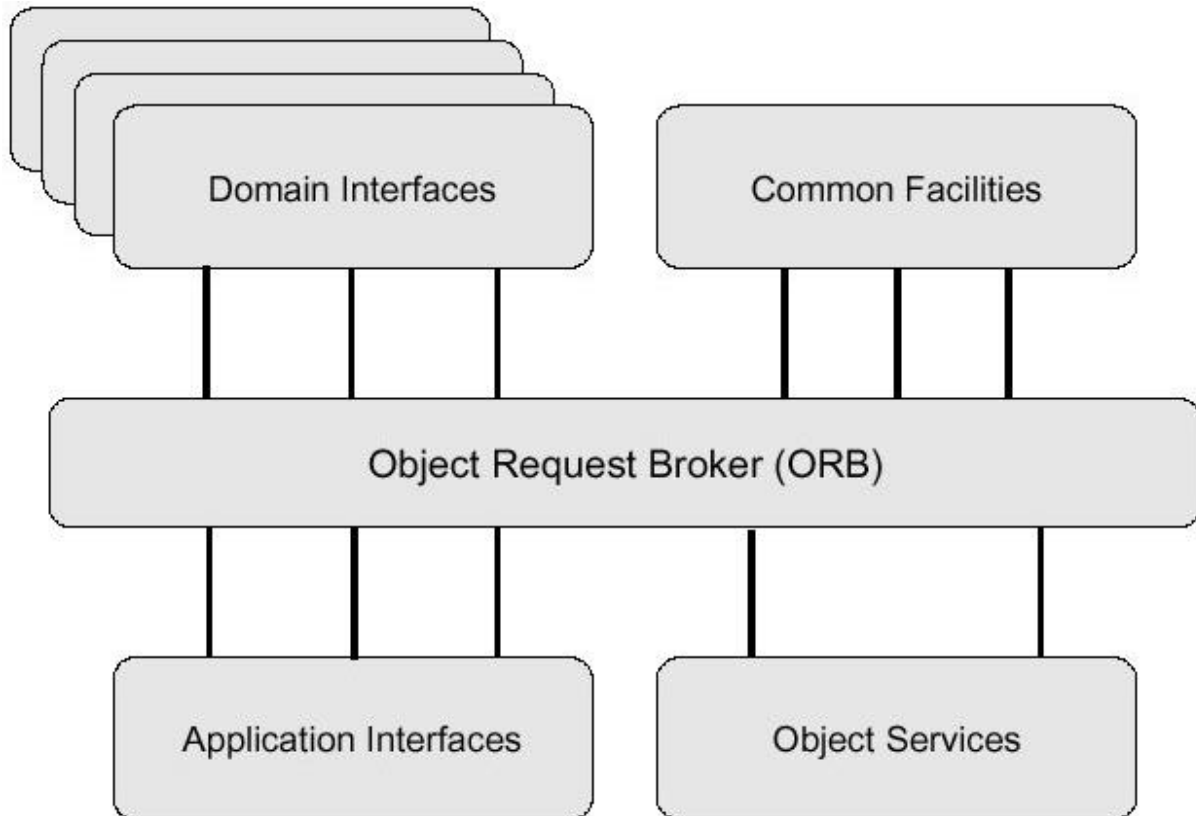 Domain Interfaces
Common Facilities
Object Request Broker (ORB)
Application Interfaces
Object Services